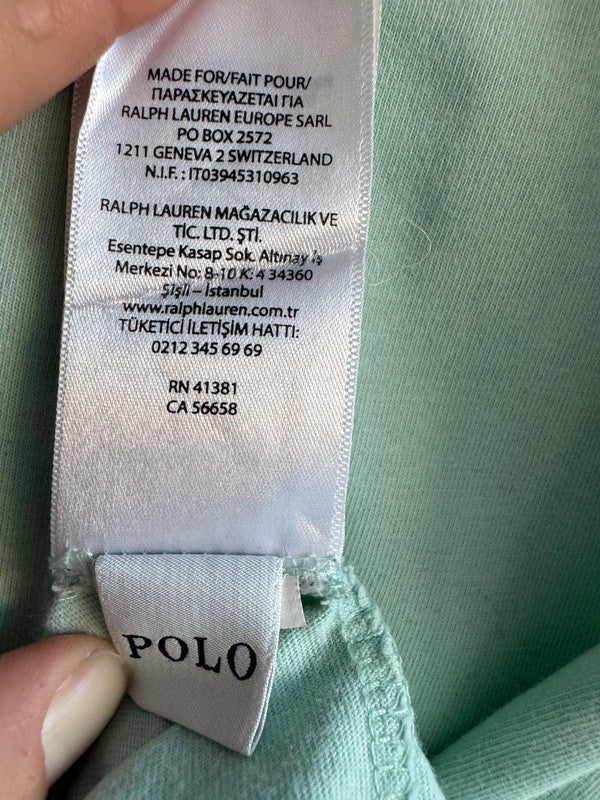 MADE FOR/FAIT POUR/
ΠΑΡΑΣΚΕΥΑΖΕΤΑΙ ΓΙΑ
RALPH LAUREN EUROPE SARL
PO BOX 2572
1211 GENEVA 2 SWITZERLAND
N.I.F. : IT03945310963
RALPH LAUREN MAĞAZACILIK VE
TİC. LTD. ŞTİ.
Esentepe Kasap Sok. Altınay İş
Merkezi No: 8-10 K: 4 34360
Şişli – İstanbul
www.ralphlauren.com.tr
TÜKETİCİ İLETİŞİM HATTI:
0212 345 69 69
RN 41381
CA 56658
POLO